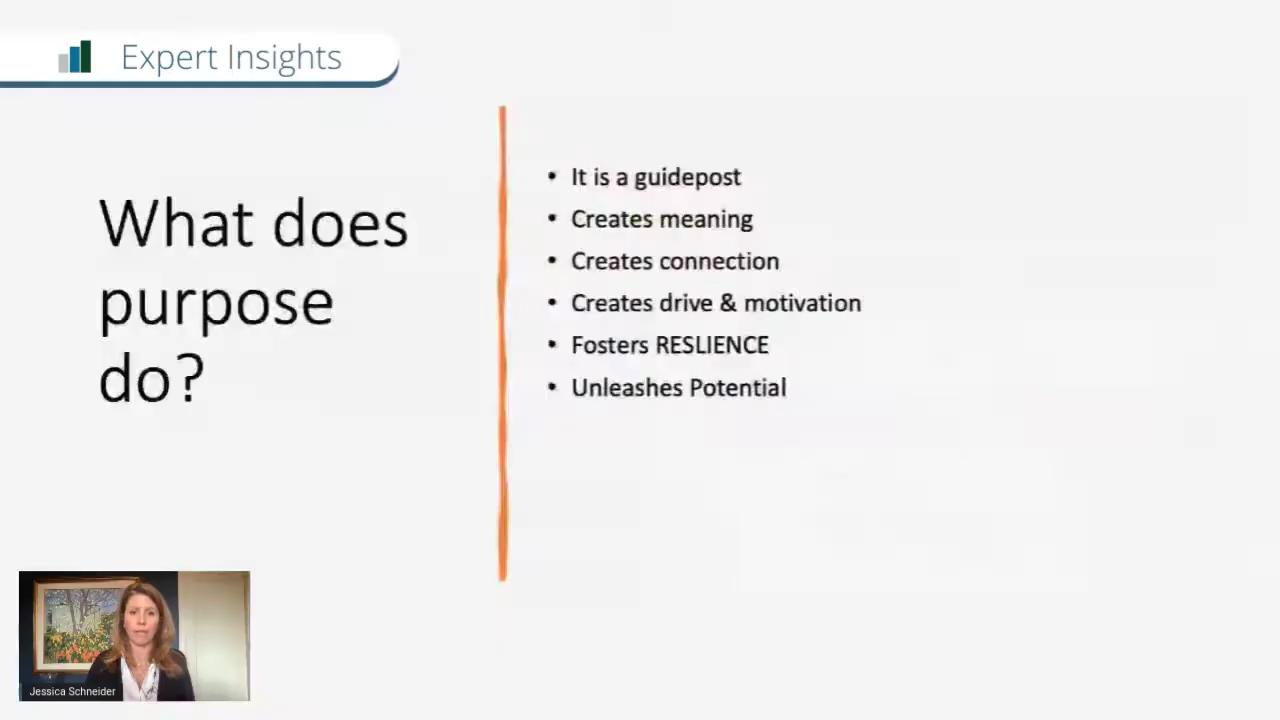 Expert Insights
What does
purpose
do?
• It is a guidepost
• Creates meaning
• Creates connection
• Creates drive & motivation
• Fosters RESLIENCE
• Unleashes Potential
Jessica Schneider